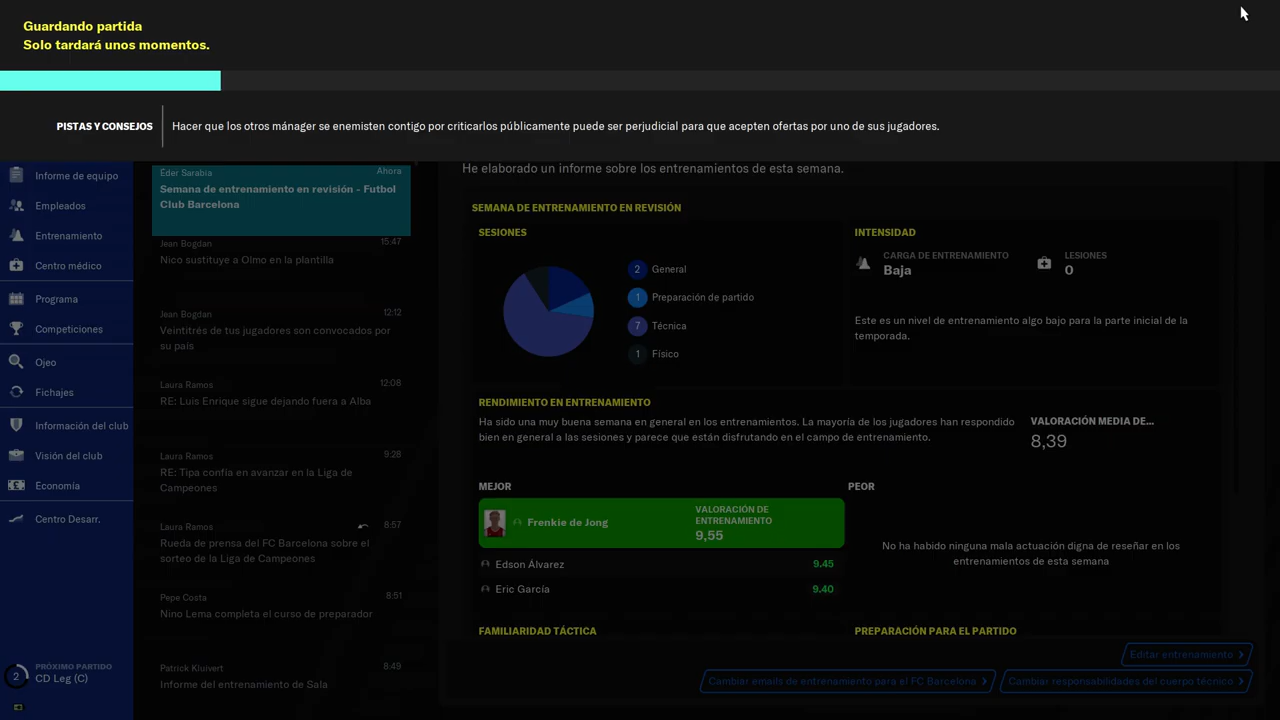 Guardando partida
Solo tardará unos momentos.
PISTAS Y CONSEJOS
Hacer que los otros mánager se enemisten contigo por criticarlos públicamente puede ser perjudicial para que acepten ofertas por uno de sus jugadores.
Informe de equipo
Empleados
Entrenamiento
Centro médico
Programa
Competiciones
Ojeo
Fichajes
Información del club
Visión del club
Economía
Centro Desarr.
2
PRÓXIMO PARTIDO
CD Leg (C)
Éder Sarabia
Ahora
Semana de entrenamiento en revisión - Futbol
Club Barcelona
Jean Bogdan
15:47
Nico sustituye a Olmo en la plantilla
Jean Bogdan
12:12
Veintitrés de tus jugadores son convocados por
su país
Laura Ramos
12:08
RE: Luis Enrique sigue dejando fuera a Alba
Laura Ramos
9:28
RE: Tipa confía en avanzar en la Liga de
Campeones
Laura Ramos
8:57
Rueda de prensa del FC Barcelona sobre el
sorteo de la Liga de Campeones
Pepe Costa
8:51
Nino Lema completa el curso de preparador
Patrick Kluivert
8:49
Informe del entrenamiento de Sala
He elaborado un informe sobre los entrenamientos de esta semana.
SEMANA DE ENTRENAMIENTO EN REVISIÓN
SESIONES
2 General
1 Preparación de partido
7 Técnica
1 Físico
INTENSIDAD
CARGA DE ENTRENAMIENTO
Baja
LESIONES
0
Este es un nivel de entrenamiento algo bajo para la parte inicial de la
temporada.
RENDIMIENTO EN ENTRENAMIENTO
Ha sido una muy buena semana en general en los entrenamientos. La mayoría de los jugadores han respondido
bien en general a las sesiones y parece que están disfrutando en el campo de entrenamiento.
VALORACIÓN MEDIA DE...
8,39
MEJOR
Frenkie de Jong
VALORACIÓN DE
ENTRENAMIENTO
9,55
Edson Álvarez
9.45
Eric García
9.40
PEOR
No ha habido ninguna mala actuación digna de reseñar en los
entrenamientos de esta semana
FAMILIARIDAD TÁCTICA
PREPARACIÓN PARA EL PARTIDO
Editar entrenamiento
Cambiar emails de entrenamiento para el FC Barcelona
Cambiar responsabilidades del cuerpo técnico